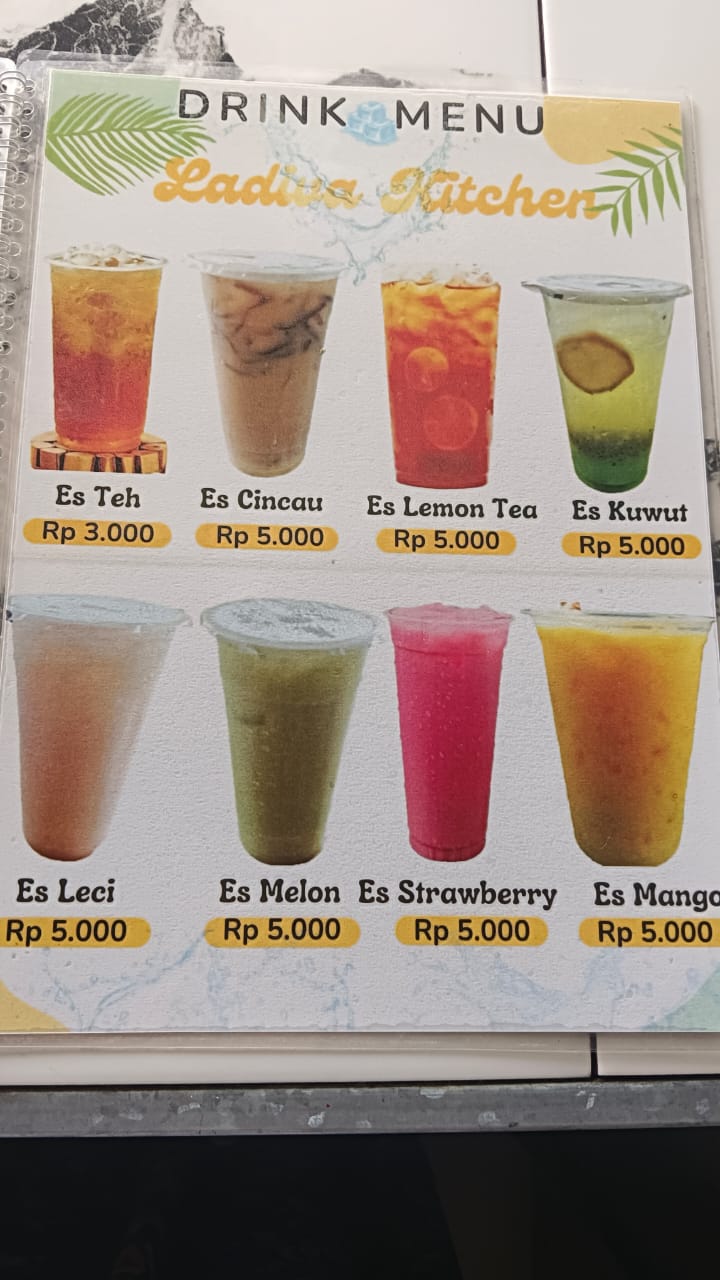 DRINK MENU
Ladiva Kitchen
Es Teh
Es Cincau
Es Lemon Tea
Es Kuwut
Rp 3.000
Rp 5.000
Rp 5.000
Rp 5.000
Es Leci
Es Melon
Es Strawberry
Es Mango
Rp 5.000
Rp 5.000
Rp 5.000
Rp 5.000